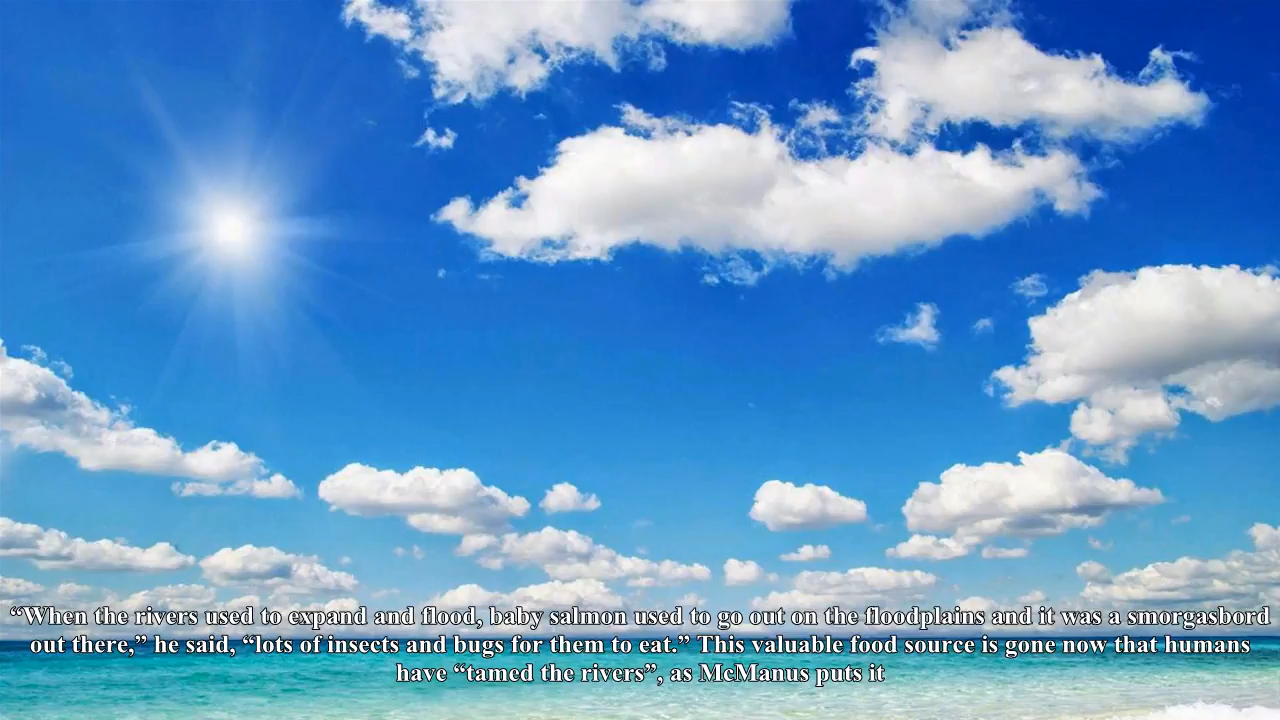 “When the rivers used to expand and flood, baby salmon used to go out on the floodplains and it was a smorgasbord
out there,” he said, “lots of insects and bugs for them to eat.” This valuable food source is gone now that humans
have “tamed the rivers”, as McManus puts it